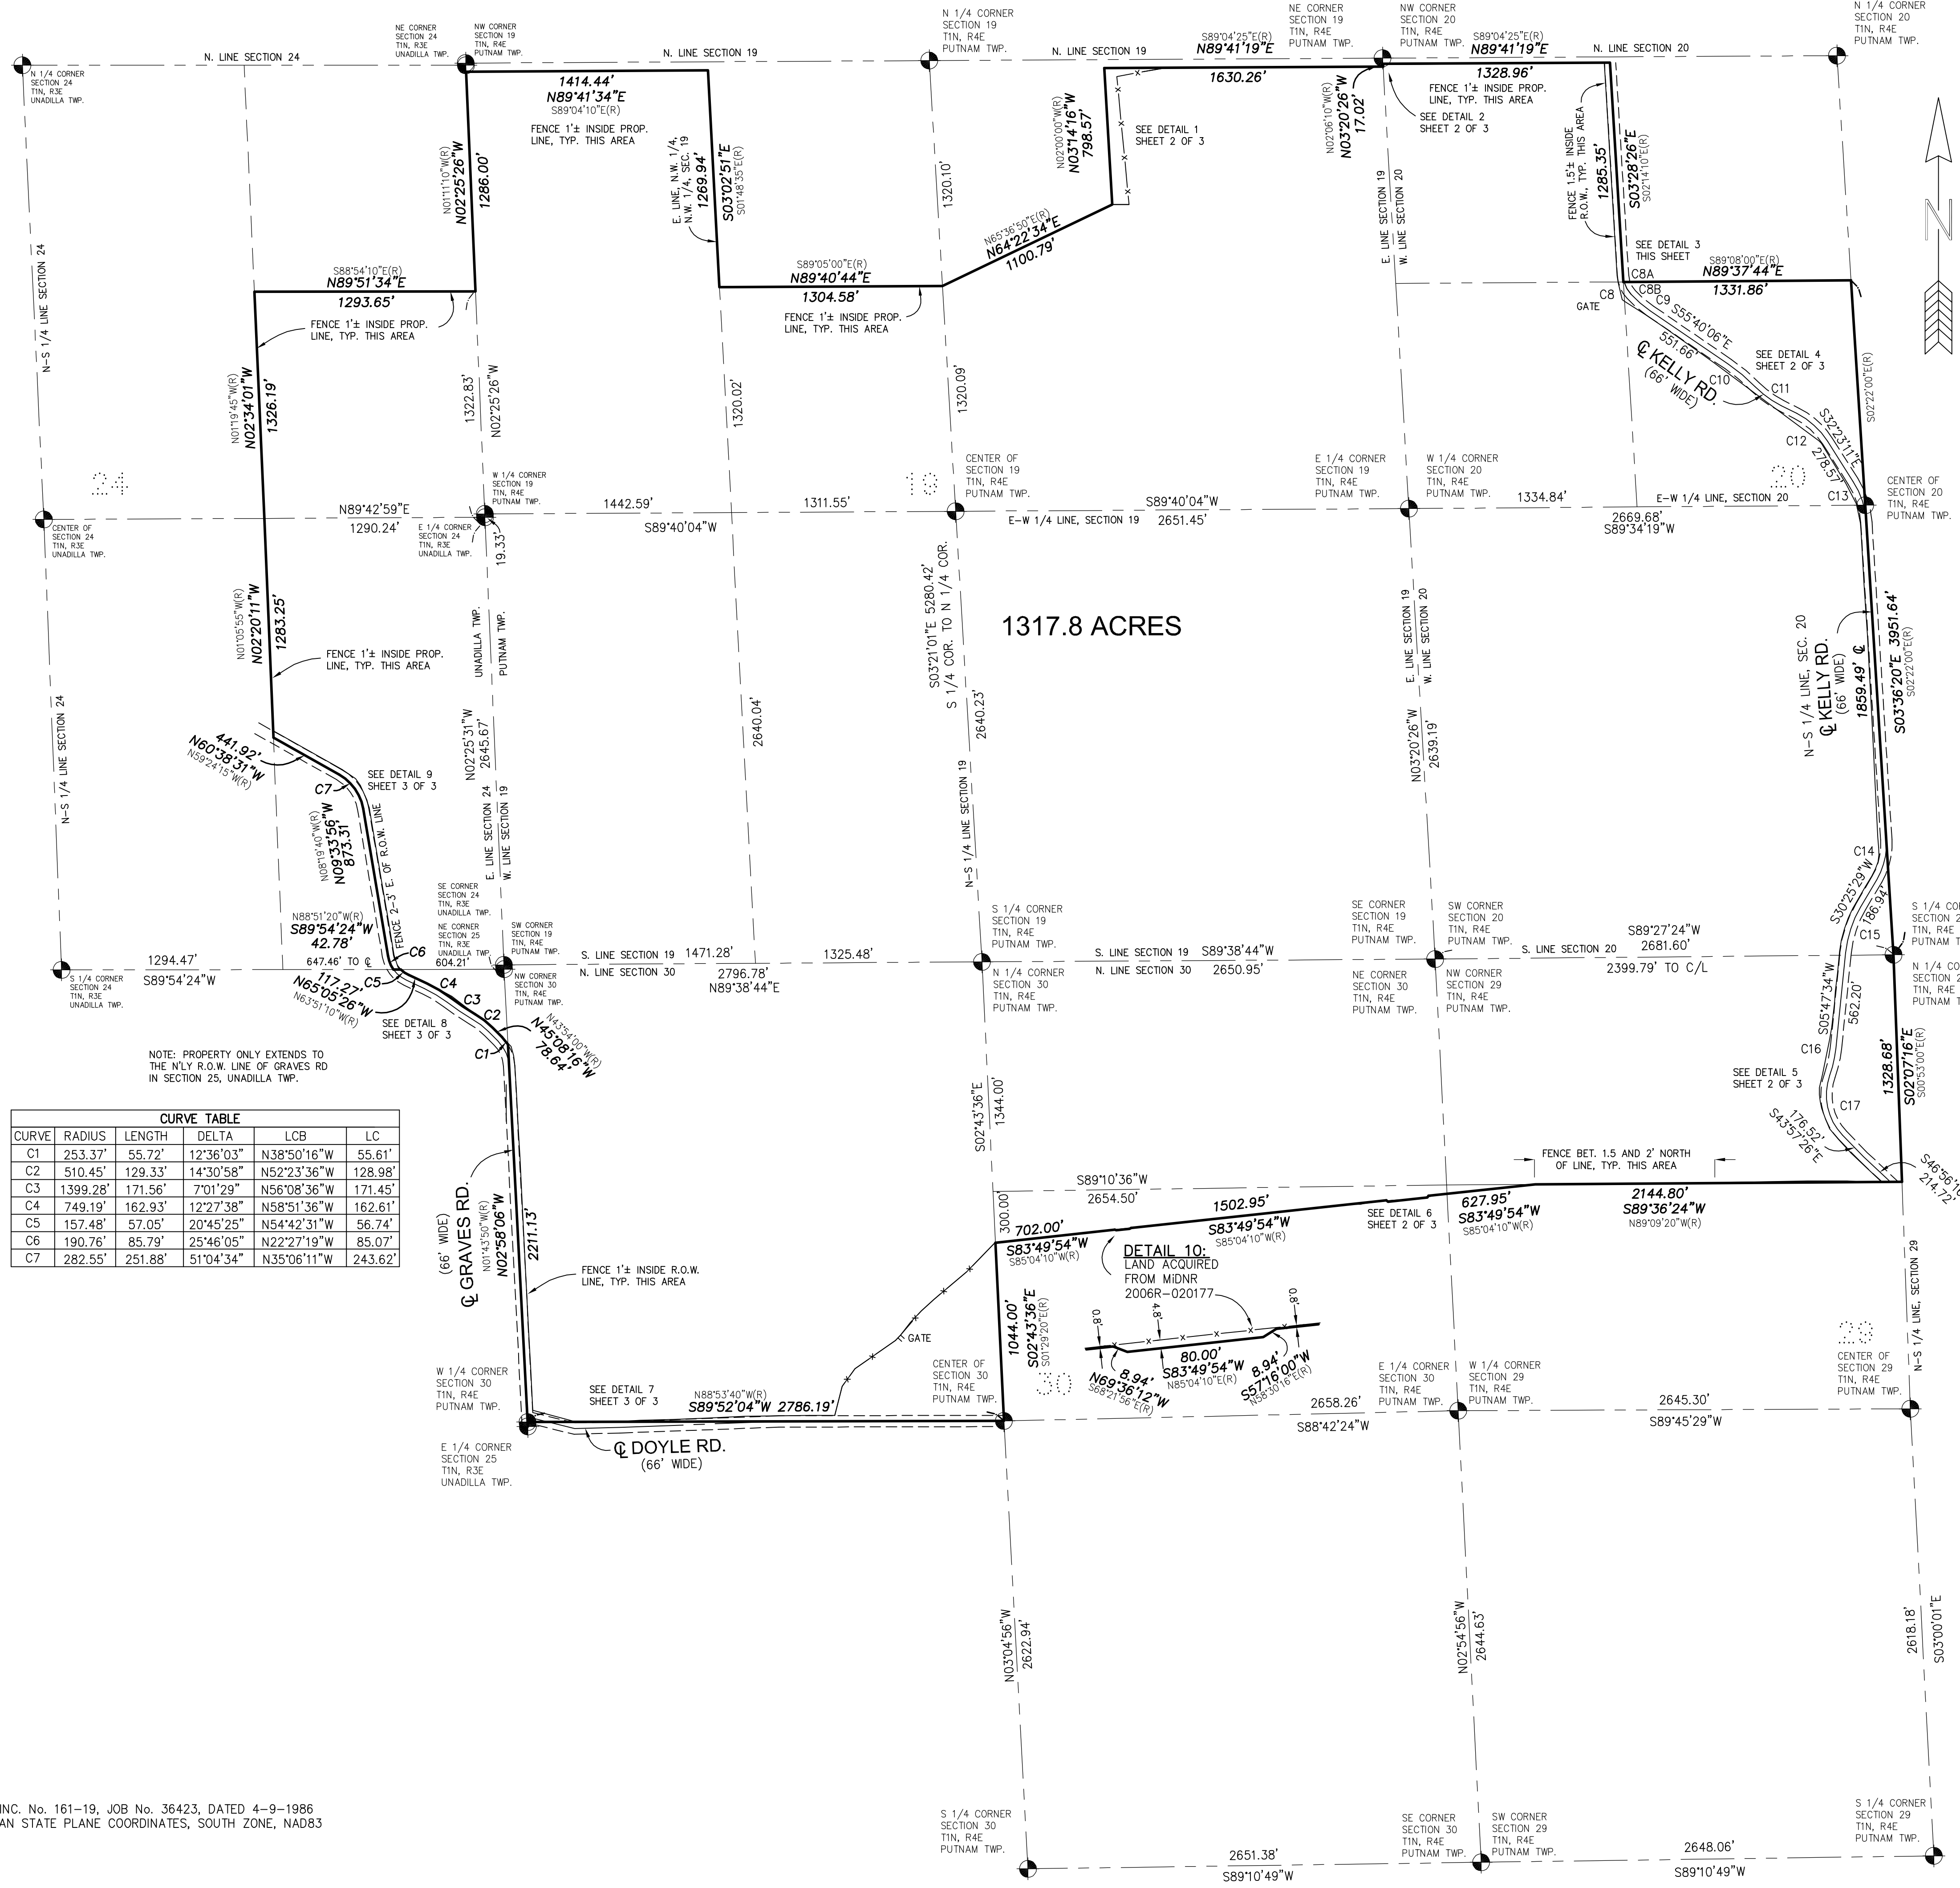 N 1/4 CORNER
SECTION 24
T1N, R3E
UNADILLA TWP.
N. LINE SECTION 24
NE CORNER
SECTION 24
T1N, R3E
UNADILLA TWP.
NW CORNER
SECTION 19
T1N, R4E
PUTNAM TWP.
N. LINE SECTION 19
1414.44'
N89°41'34"E
S89°04'10"E(R)
FENCE 1'± INSIDE PROP.
LINE, TYP. THIS AREA
N 1/4 CORNER
SECTION 19
T1N, R4E
PUTNAM TWP.
N. LINE SECTION 19
S89°04'25"E(R)
N89°41'19"E
1630.26'
NE CORNER
SECTION 19
T1N, R4E
PUTNAM TWP.
NW CORNER
SECTION 20
T1N, R4E
PUTNAM TWP.
S89°04'25"E(R)
N89°41'19"E
N. LINE SECTION 20
1328.96'
FENCE 1'± INSIDE PROP.
LINE, TYP. THIS AREA
SEE DETAIL 2
SHEET 2 OF 3
N 1/4 CORNER
SECTION 20
T1N, R4E
PUTNAM TWP.
N01°11'10"W(R)
N02°25'26"W
1286.00'
E. LINE, N.W. 1/4,
N.W. 1/4, SEC. 19
1269.94'
S03°02'51"E
S01°48'35"E(R)
1320.10'
N02°00'00"W(R)
N03°14'16"W
798.57'
SEE DETAIL 1
SHEET 2 OF 3
N02°06'10"W(R)
N03°20'26"W
17.02'
E. LINE SECTION 19
W. LINE SECTION 20
FENCE 1.5'± INSIDE
R.O.W., TYP. THIS AREA
1285.35'
S03°28'26"E
S02°14'10"E(R)
N
N-S 1/4 LINE SECTION 24
S88°54'10"E(R)
N89°51'34"E
1293.65'
FENCE 1'± INSIDE PROP.
LINE, TYP. THIS AREA
S89°05'00"E(R)
N89°40'44"E
1304.58'
FENCE 1'± INSIDE PROP.
LINE, TYP. THIS AREA
N65°36'50"E(R)
N64°22'34"E
1100.79'
SEE DETAIL 3
THIS SHEET
C8A
C8B
C8
C9
GATE
S89°08'00"E(R)
N89°37'44"E
1331.86'
S55°40'06"E
551.66'
℄ KELLY RD.
(66' WIDE)
C10
C11
SEE DETAIL 4
SHEET 2 OF 3
S02°22'00"E(R)
C12
S32°23'11"E
278.57'
C13
N01°19'45"W(R)
N02°34'01"W
1326.19'
1322.83'
N02°25'26"W
1320.02'
1320.09'
24
19
20
W 1/4 CORNER
SECTION 19
T1N, R4E
PUTNAM TWP.
CENTER OF
SECTION 19
T1N, R4E
PUTNAM TWP.
E 1/4 CORNER
SECTION 19
T1N, R4E
PUTNAM TWP.
W 1/4 CORNER
SECTION 20
T1N, R4E
PUTNAM TWP.
CENTER OF
SECTION 20
T1N, R4E
PUTNAM TWP.
CENTER OF
SECTION 24
T1N, R3E
UNADILLA TWP.
N89°42'59"E
1290.24'
E 1/4 CORNER
SECTION 24
T1N, R3E
UNADILLA TWP.
19.33'
1442.59'
S89°40'04"W
1311.55'
E-W 1/4 LINE, SECTION 19
S89°40'04"W
2651.45'
1334.84'
E-W 1/4 LINE, SECTION 20
2669.68'
S89°34'19"W
N01°05'55"W(R)
N02°20'11"W
1283.25'
FENCE 1'± INSIDE PROP.
LINE, TYP. THIS AREA
UNADILLA TWP.
PUTNAM TWP.
S03°21'01"E 5280.42'
S 1/4 COR. TO N 1/4 COR.
1317.8 ACRES
E. LINE SECTION 19
W. LINE SECTION 20
N-S 1/4 LINE, SEC. 20
℄ KELLY RD.
(66' WIDE)
1859.49' ℄
S03°36'20"E 3951.64'
S02°22'00"E(R)
N-S 1/4 LINE SECTION 24
441.92'
N60°38'31"W
N59°24'15"W(R)
SEE DETAIL 9
SHEET 3 OF 3
C7
N02°25'31"W
2645.67'
2640.04'
2640.23'
N03°20'26"W
2639.19'
N08°19'40"W(R)
N09°33'56"W
873.31'
FENCE 2-3' E. OF R.O.W. LINE
E. LINE SECTION 24
W. LINE SECTION 19
N-S 1/4 LINE SECTION 19
C14
S30°25'29"W
186.94'
C15
SE CORNER
SECTION 24
T1N, R3E
UNADILLA TWP.
NE CORNER
SECTION 25
T1N, R3E
UNADILLA TWP.
SW CORNER
SECTION 19
T1N, R4E
PUTNAM TWP.
NW CORNER
SECTION 30
T1N, R4E
PUTNAM TWP.
N88°51'20"W(R)
S89°54'24"W
42.78'
647.46' TO ℄
604.21'
C6
1294.47'
S89°54'24"W
S 1/4 CORNER
SECTION 24
T1N, R3E
UNADILLA TWP.
S. LINE SECTION 19
N. LINE SECTION 30
1471.28'
2796.78'
N89°38'44"E
1325.48'
S 1/4 CORNER
SECTION 19
T1N, R4E
PUTNAM TWP.
N 1/4 CORNER
SECTION 30
T1N, R4E
PUTNAM TWP.
S. LINE SECTION 19
S89°38'44"W
N. LINE SECTION 30
2650.95'
SE CORNER
SECTION 19
T1N, R4E
PUTNAM TWP.
SW CORNER
SECTION 20
T1N, R4E
PUTNAM TWP.
NE CORNER
SECTION 30
T1N, R4E
PUTNAM TWP.
NW CORNER
SECTION 29
T1N, R4E
PUTNAM TWP.
S. LINE SECTION 20
S89°27'24"W
2681.60'
2399.79' TO C/L
S 1/4 CO
SECTION 2
T1N, R4E
PUTNAM T
N 1/4 CO
SECTION 2
T1N, R4E
PUTNAM T
117.27'
N65°05'26"W
N63°51'10"W(R)
C5
C4
C3
C2
C1
SEE DETAIL 8
SHEET 3 OF 3
N43°54'00"W(R)
N45°08'16"W
78.64'
NOTE: PROPERTY ONLY EXTENDS TO
THE N'LY R.O.W. LINE OF GRAVES RD
IN SECTION 25, UNADILLA TWP.
S05°47'34"W
562.20'
C16
C17
SEE DETAIL 5
SHEET 2 OF 3
176.52'
S43°57'26"E
1328.68'
S02°07'16"E
S00°53'00"E(R)
S46°56'16
214.72'
CURVE TABLE
CURVE RADIUS LENGTH DELTA LCB LC
C1 253.37' 55.72' 12°36'03" N38°50'16"W 55.61'
C2 510.45' 129.33' 14°30'58" N52°23'36"W 128.98'
C3 1399.28' 171.56' 7°01'29" N56°08'36"W 171.45'
C4 749.19' 162.93' 12°27'38" N58°51'36"W 162.61'
C5 157.48' 57.05' 20°45'25" N54°42'31"W 56.74'
C6 190.76' 85.79' 25°46'05" N22°27'19"W 85.07'
C7 282.55' 251.88' 51°04'34" N35°06'11"W 243.62'
S02°43'36"E
1344.00'
300.00'
S89°10'36"W
2654.50'
FENCE BET. 1.5 AND 2' NORTH
OF LINE, TYP. THIS AREA
702.00'
S83°49'54"W
S85°04'10"W(R)
1502.95'
S83°49'54"W
S85°04'10"W(R)
SEE DETAIL 6
SHEET 2 OF 3
627.95'
S83°49'54"W
S85°04'10"W(R)
2144.80'
S89°36'24"W
N89°09'20"W(R)
℄ GRAVES RD.
(66' WIDE)
N01°43'50"W(R)
N02°58'06"W
2211.13'
FENCE 1'± INSIDE R.O.W.
LINE, TYP. THIS AREA
GATE
1044.00'
S02°43'36"E
S01°29'20"E(R)
DETAIL 10:
LAND ACQUIRED
FROM MiDNR
2006R-020177
0.8'
4.8'
0.8'
80.00'
S83°49'54"W
N85°04'10"E(R)
8.94'
N69°36'12"W
S68°21'56"E(R)
8.94'
S57°16'00"W
N58°30'16"E(R)
N-S 1/4 LINE, SECTION 29
30
29
W 1/4 CORNER
SECTION 30
T1N, R4E
PUTNAM TWP.
E 1/4 CORNER
SECTION 25
T1N, R3E
UNADILLA TWP.
SEE DETAIL 7
SHEET 3 OF 3
N88°53'40"W(R)
S89°52'04"W 2786.19'
℄ DOYLE RD.
(66' WIDE)
CENTER OF
SECTION 30
T1N, R4E
PUTNAM TWP.
2658.26'
S88°42'24"W
E 1/4 CORNER
SECTION 30
T1N, R4E
PUTNAM TWP.
W 1/4 CORNER
SECTION 29
T1N, R4E
PUTNAM TWP.
2645.30'
S89°45'29"W
CENTER OF
SECTION 29
T1N, R4E
PUTNAM TWP.
N03°04'56"W
2622.94'
N02°54'56"W
2644.63'
2618.18'
S03°00'01"E
INC. No. 161-19, JOB No. 36423, DATED 4-9-1986
AN STATE PLANE COORDINATES, SOUTH ZONE, NAD83
S 1/4 CORNER
SECTION 30
T1N, R4E
PUTNAM TWP.
2651.38'
S89°10'49"W
SE CORNER
SECTION 30
T1N, R4E
PUTNAM TWP.
SW CORNER
SECTION 29
T1N, R4E
PUTNAM TWP.
2648.06'
S89°10'49"W
S 1/4 CORNER
SECTION 29
T1N, R4E
PUTNAM TWP.